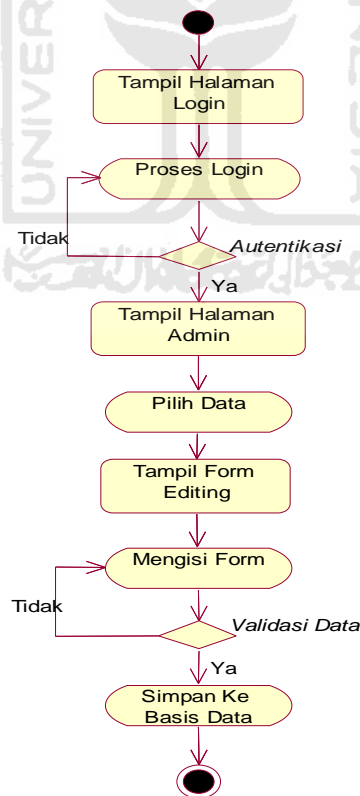 Tampil Halaman
Login
Proses Login
Tidak
Autentikasi
Ya
Tampil Halaman
Admin
Pilih Data
Tampil Form
Editing
Mengisi Form
Tidak
Validasi Data
Ya
Simpan Ke
Basis Data